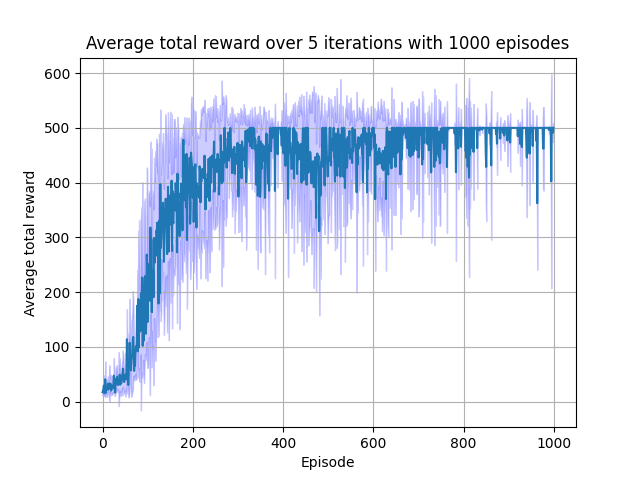 Average total reward over 5 iterations with 1000 episodes
600
500
400
300
200
100
0
Average total reward
0 200 400 600 800 1000
Episode